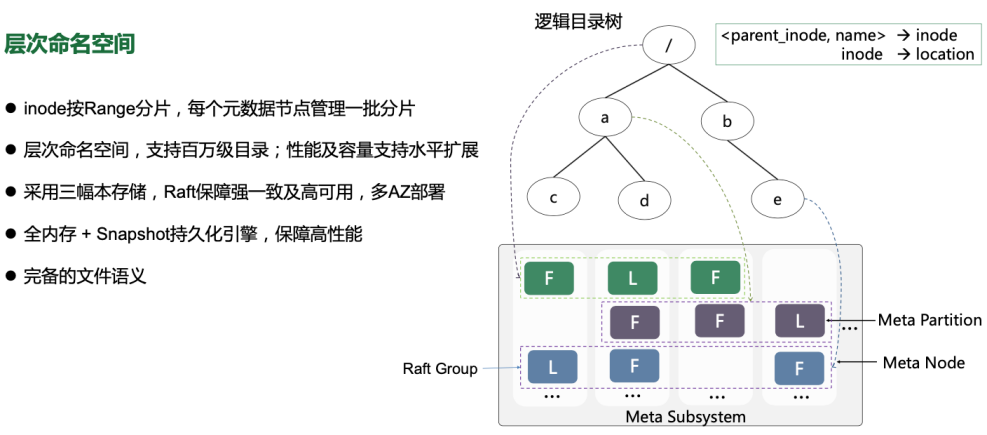 层次命名空间
● inode按Range分片，每个元数据节点管理一批分片
● 层次命名空间，支持百万级目录；性能及容量支持水平扩展
● 采用三幅本存储，Raft保障强一致及高可用，多AZ部署
● 全内存 + Snapshot持久化引擎，保障高性能
● 完备的文件语义
逻辑目录树
<parent_inode, name> → inode
inode → location
/
a
b
c
d
e
F L F
F F L
L F F
... ... ... ...
...
Meta Partition
Meta Node
Raft Group
Meta Subsystem